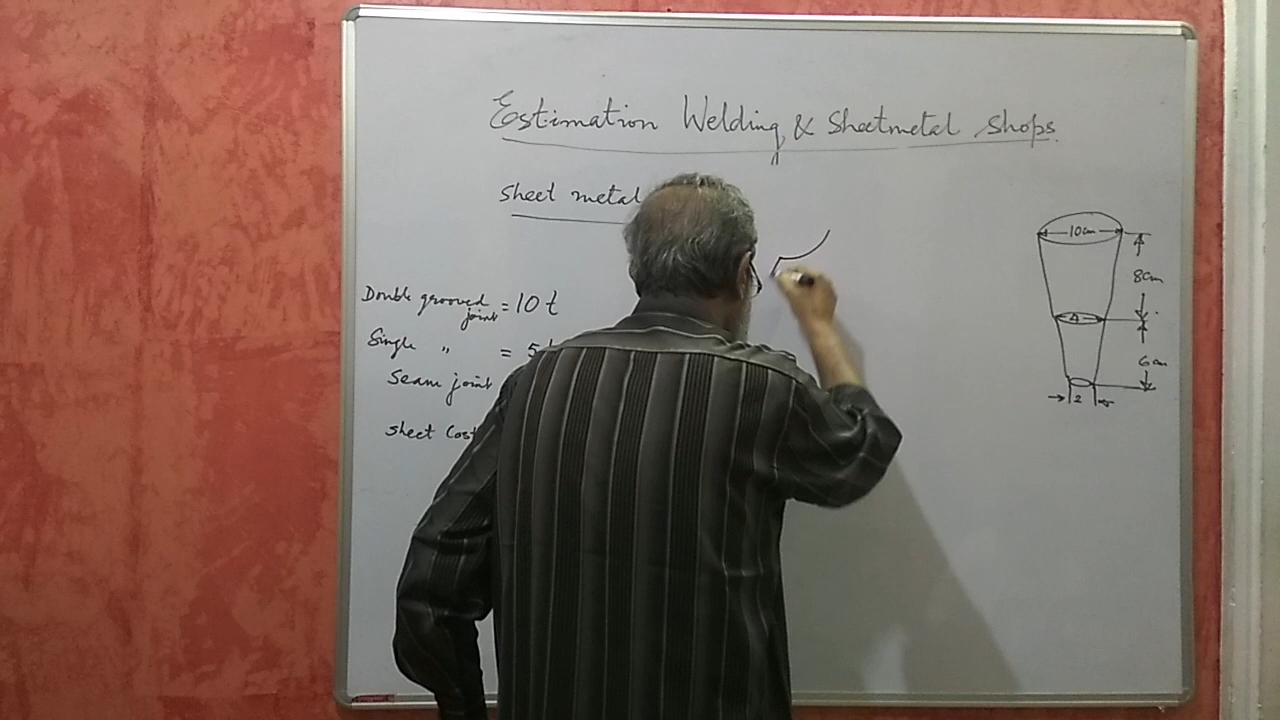 Estimation Welding & Sheetmetal Shops.
Sheet metal
Double grooved joint = 10 t
Single " = 5
Seam joint
Sheet Cost
10cm
8cm
6cm
2